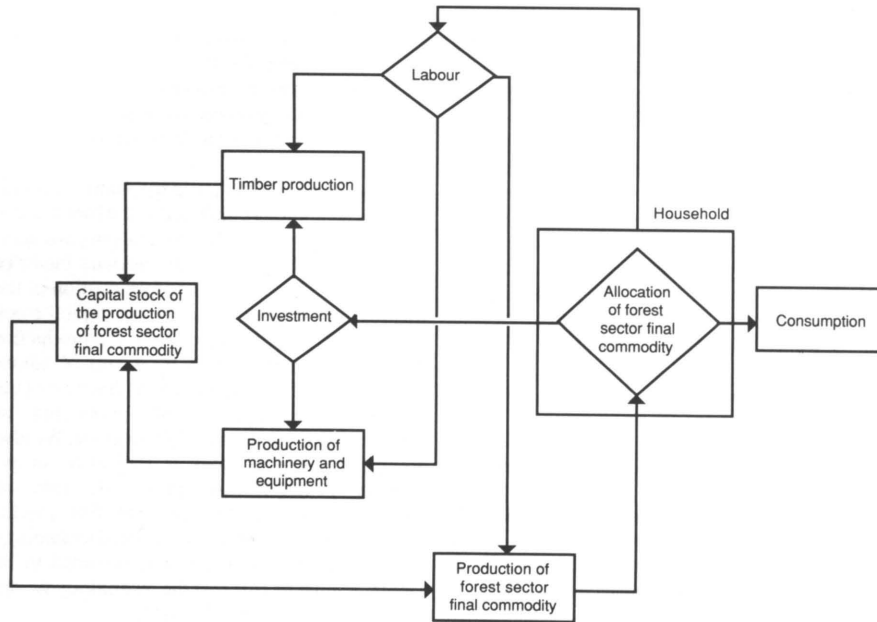 Labour
Timber production
Household
Capital stock of
the production
of forest sector
final commodity
Investment
Allocation
of forest
sector final
commodity
Consumption
Production of
machinery and
equipment
Production of
forest sector
final commodity